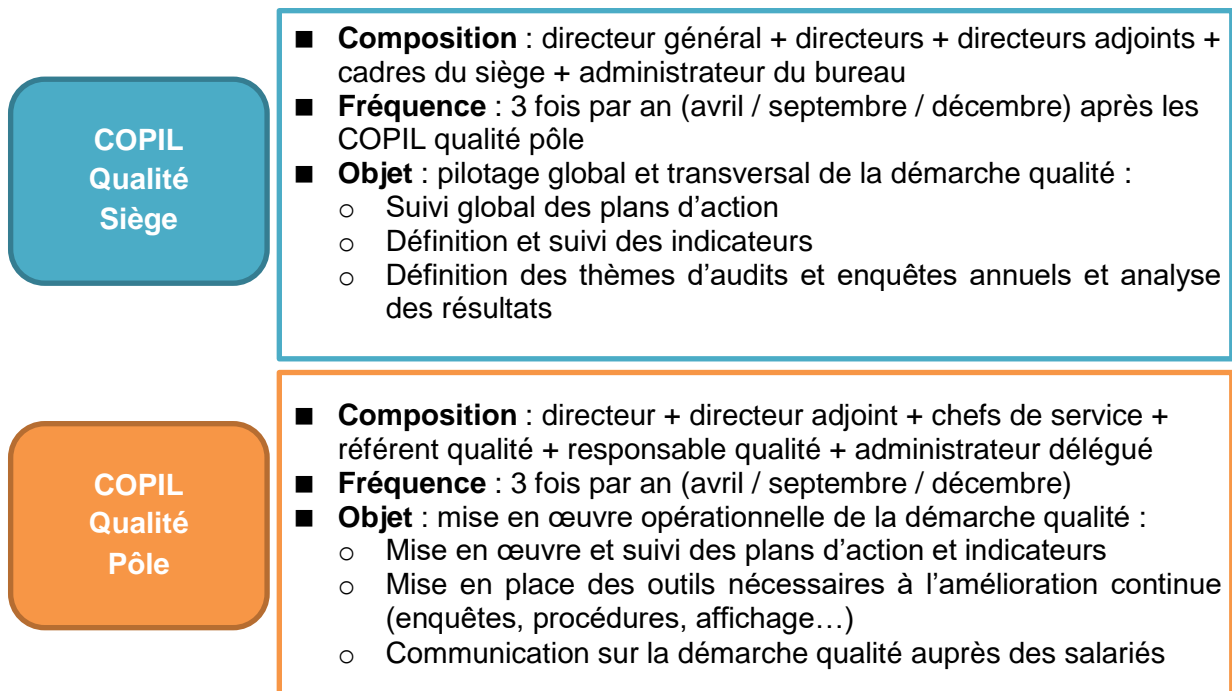 COPIL
Qualité
Siège
■ Composition : directeur général + directeurs + directeurs adjoints +
cadres du siège + administrateur du bureau
■ Fréquence : 3 fois par an (avril / septembre / décembre) après les
COPIL qualité pôle
■ Objet : pilotage global et transversal de la démarche qualité :
o Suivi global des plans d’action
o Définition et suivi des indicateurs
o Définition des thèmes d’audits et enquêtes annuels et analyse
des résultats
COPIL
Qualité
Pôle
■ Composition : directeur + directeur adjoint + chefs de service +
référent qualité + responsable qualité + administrateur délégué
■ Fréquence : 3 fois par an (avril / septembre / décembre)
■ Objet : mise en œuvre opérationnelle de la démarche qualité :
o Mise en œuvre et suivi des plans d’action et indicateurs
o Mise en place des outils nécessaires à l’amélioration continue
(enquêtes, procédures, affichage…)
o Communication sur la démarche qualité auprès des salariés